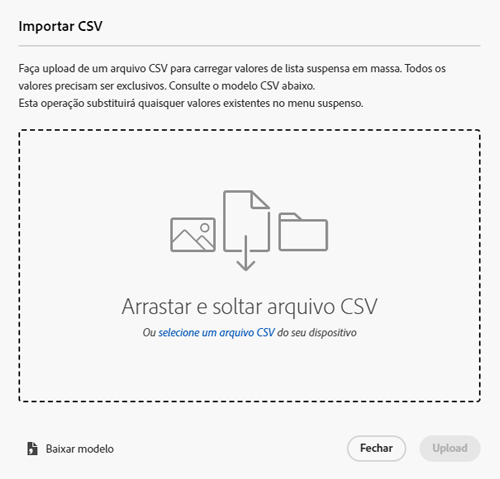 Importar CSV
Faça upload de um arquivo CSV para carregar valores de lista suspensa em massa. Todos os
valores precisam ser exclusivos. Consulte o modelo CSV abaixo.
Esta operação substituirá quaisquer valores existentes no menu suspenso.
Arrastar e soltar arquivo CSV
Ou selecione um arquivo CSV do seu dispositivo
Baixar modelo
Fechar
Upload